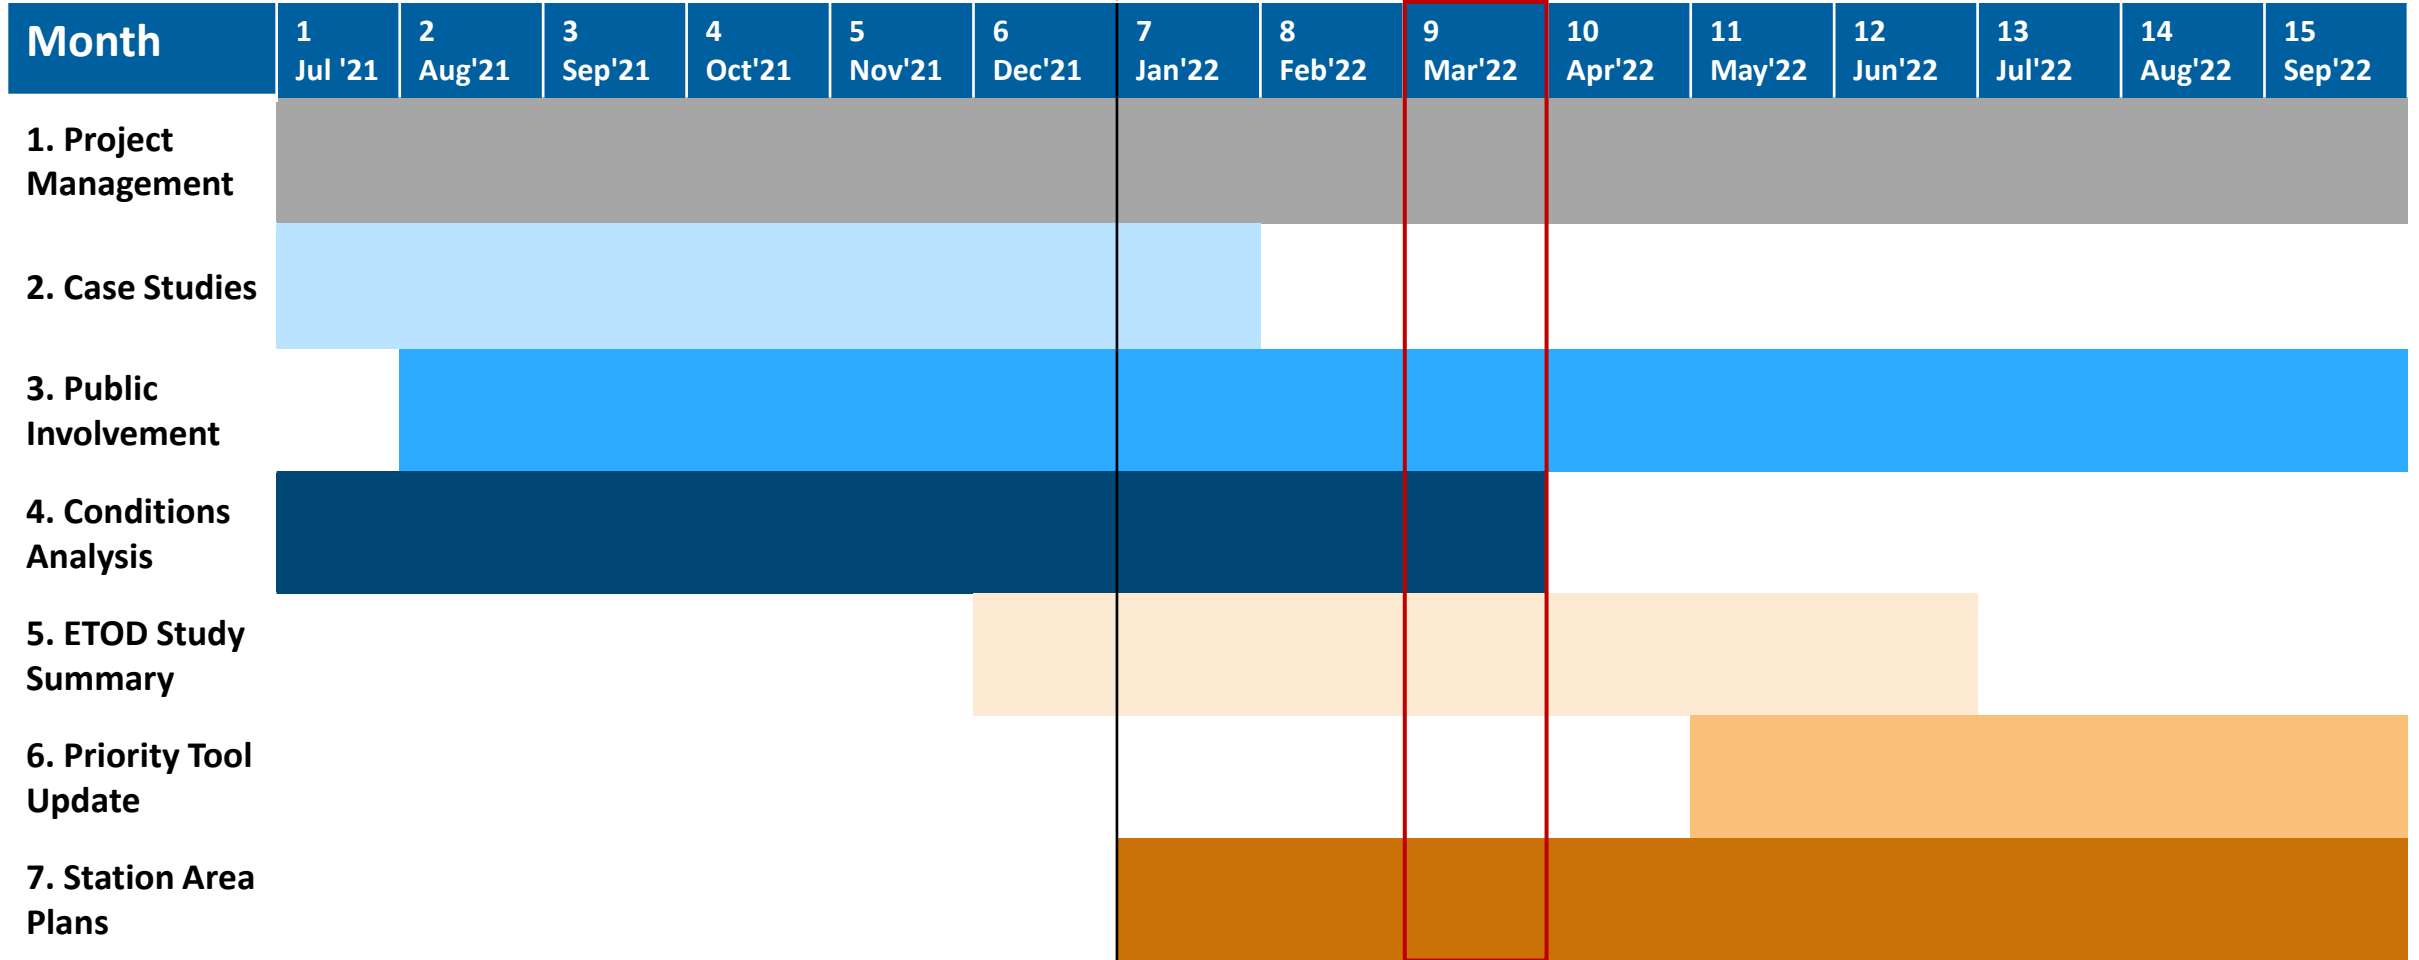 Month
1
Jul '21
2
Aug'21
3
Sep'21
4
Oct'21
5
Nov'21
6
Dec'21
7
Jan'22
8
Feb'22
9
Mar'22
10
Apr'22
11
May'22
12
Jun'22
13
Jul'22
14
Aug'22
15
Sep'22
1. Project
Management
2. Case Studies
3. Public
Involvement
4. Conditions
Analysis
5. ETOD Study
Summary
6. Priority Tool
Update
7. Station Area
Plans